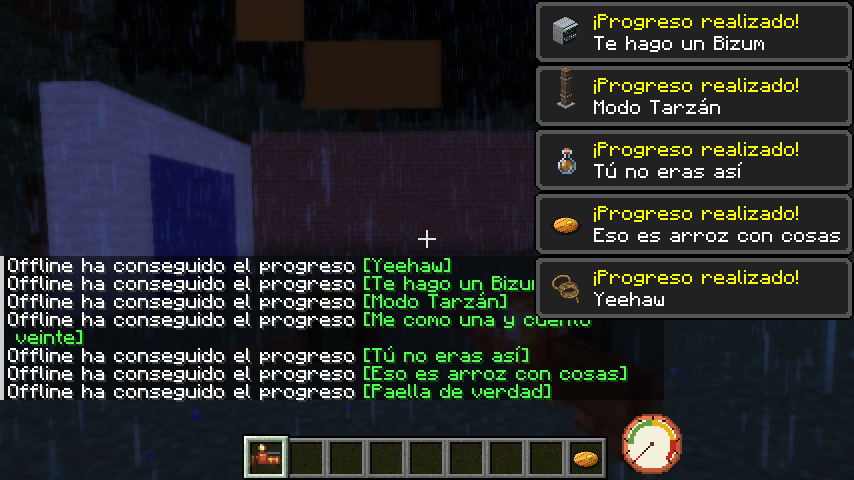 ¡Progreso realizado!
Te hago un Bizum
¡Progreso realizado!
Modo Tarzán
¡Progreso realizado!
Tú no eras así
¡Progreso realizado!
Eso es arroz con cosas
¡Progreso realizado!
Yeehaw
Offline ha conseguido el progreso [Yeehaw]
Offline ha conseguido el progreso [Te hago un
Offline ha conseguido el progreso [Modo Tarzán]
Offline ha conseguido el progreso [Me como una y cuento
veinte]
Offline ha conseguido el progreso [Tú no eras así]
Offline ha conseguido el progreso [Eso es arroz con cosas]
Offline ha conseguido el progreso [Paella de verdad]